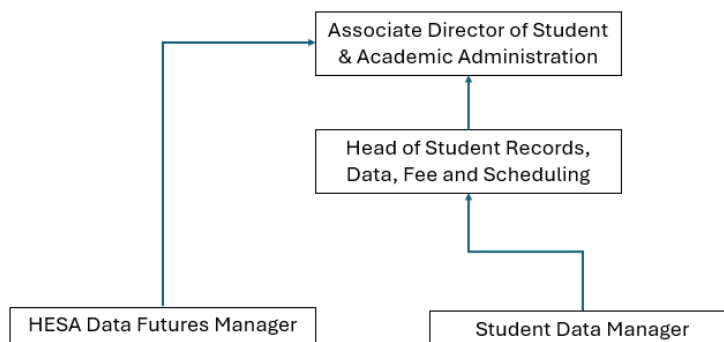 Associate Director of Student
& Academic Administration
Head of Student Records,
Data, Fee and Scheduling
HESA Data Futures Manager
Student Data Manager